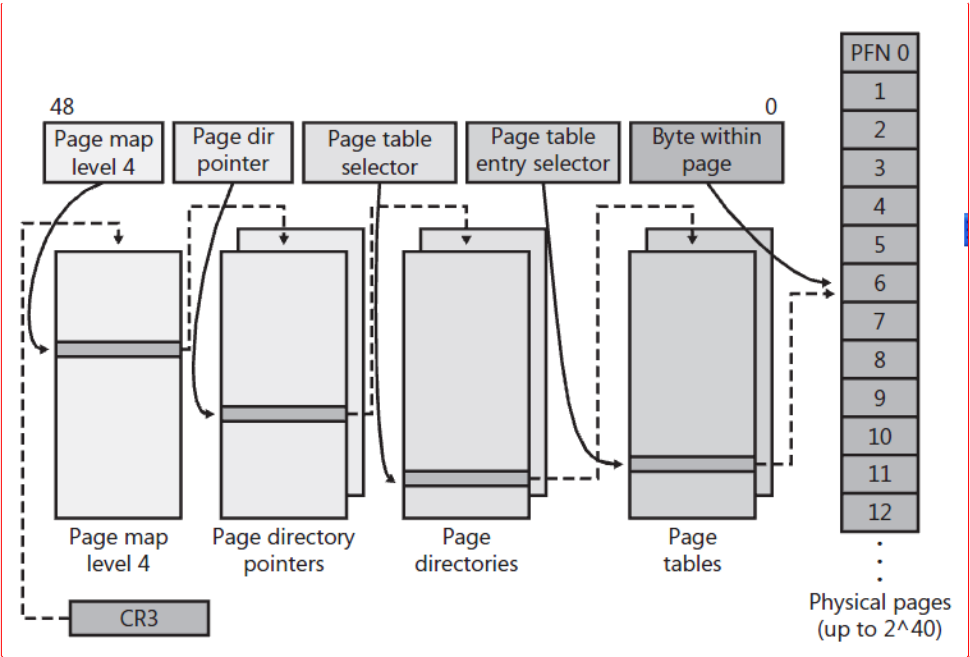 48
0
Page map
level 4
Page dir
pointer
Page table
selector
Page table
entry selector
Byte within
page
PFN 0
1
2
3
4
5
6
7
8
9
10
11
12
Page map
level 4
Page directory
pointers
Page
directories
Page
tables
CR3
Physical pages
(up to 2^40)